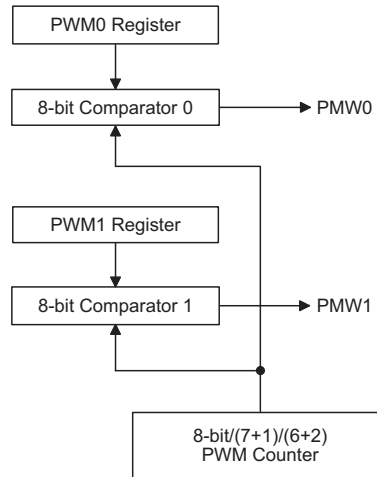 PWM0 Register
8-bit Comparator 0
PMW0
PWM1 Register
8-bit Comparator 1
PMW1
8-bit/(7+1)/(6+2)
PWM Counter